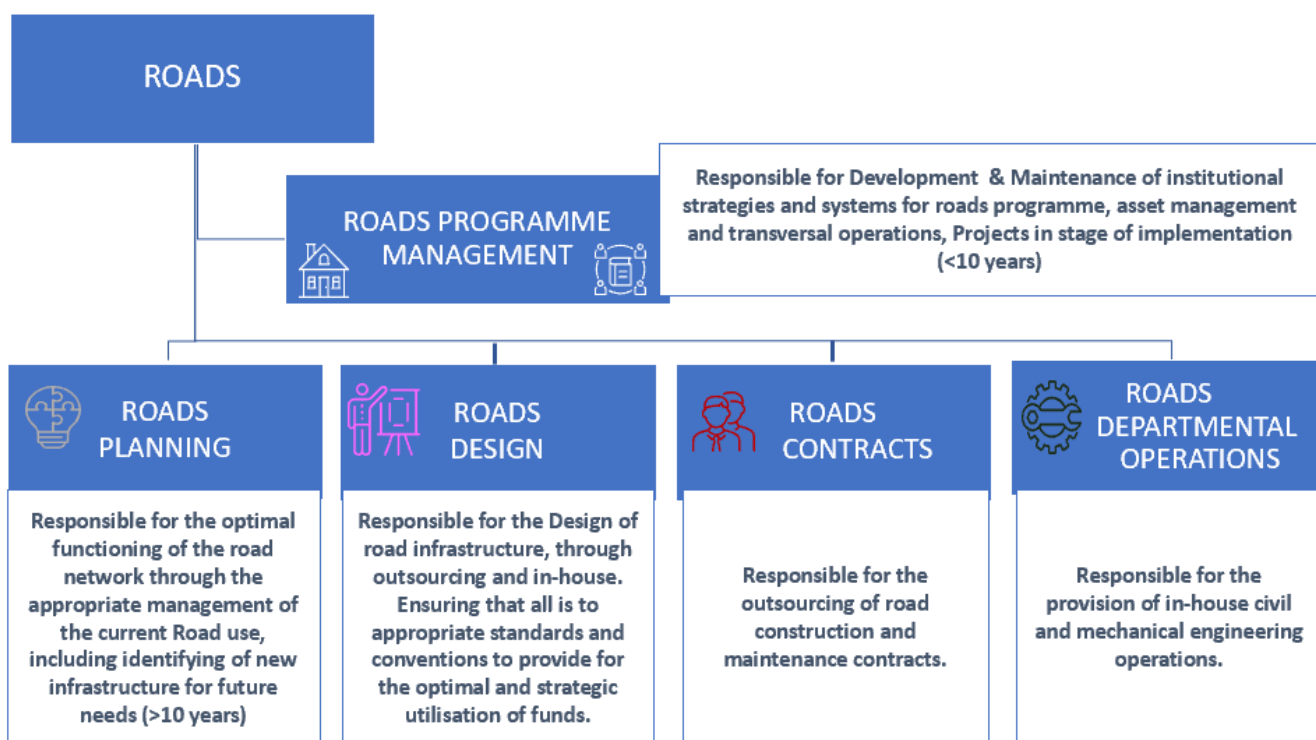 ROADS
ROADS PROGRAMME
MANAGEMENT
Responsible for Development & Maintenance of institutional
strategies and systems for roads programme, asset management
and transversal operations, Projects in stage of implementation
(<10 years)
ROADS
PLANNING
Responsible for the optimal
functioning of the road
network through the
appropriate management of
the current Road use,
including identifying of new
infrastructure for future
needs (>10 years)
ROADS
DESIGN
Responsible for the Design of
road infrastructure, through
outsourcing and in-house.
Ensuring that all is to
appropriate standards and
conventions to provide for
the optimal and strategic
utilisation of funds.
ROADS
CONTRACTS
Responsible for the
outsourcing of road
construction and
maintenance contracts.
ROADS
DEPARTMENTAL
OPERATIONS
Responsible for the
provision of in-house civil
and mechanical engineering
operations.